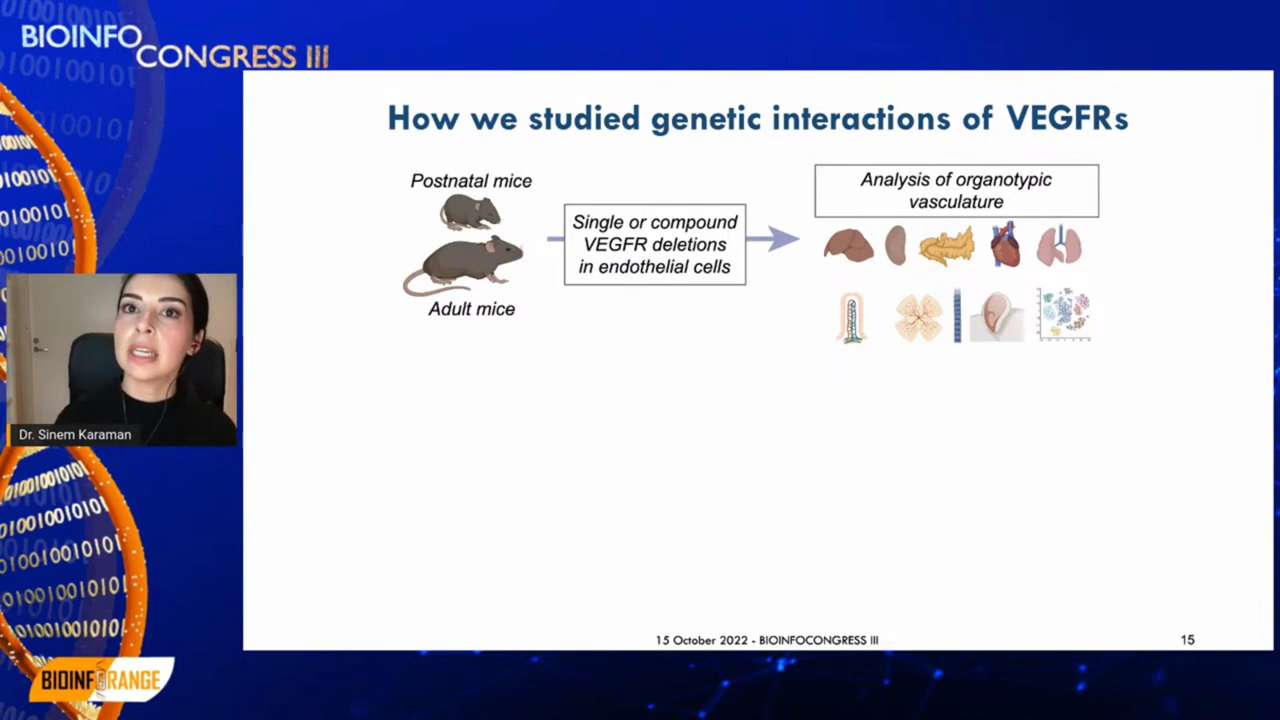 BIOINFO
CONGRESS III
How we studied genetic interactions of VEGFRs
Postnatal mice
Adult mice
Single or compound
VEGFR deletions
in endothelial cells
Analysis of organotypic
vasculature
Dr. Sinem Karaman
15 October 2022 - BIOINFOCONGRESS III
15
BIOINFORANGE